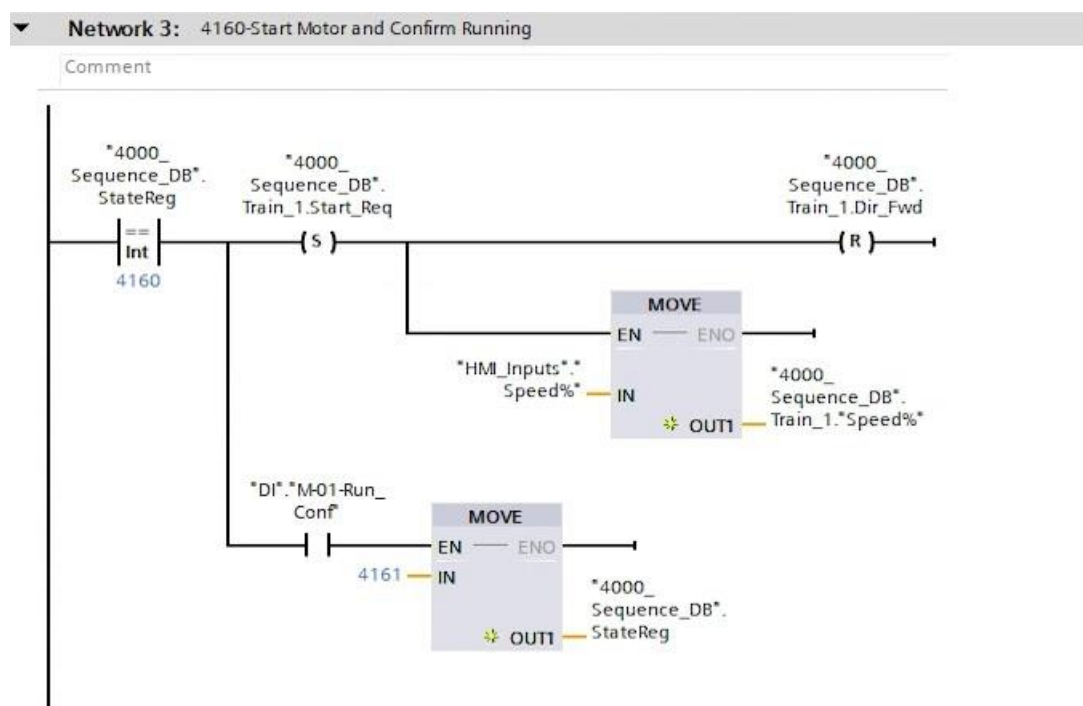 Network 3: 4160-Start Motor and Confirm Running
Comment
"4000_
Sequence_DB".
StateReg
==
Int
4160
"4000_
Sequence_DB".
Train_1.Start_Req
( S )
"4000_
Sequence_DB".
Train_1.Dir_Fwd
( R )
MOVE
EN ENO
"HMI_Inputs"."
Speed%"
IN
OUT1
"4000_
Sequence_DB".
Train_1."Speed%"
"DI"."M-01-Run_
Conf"
MOVE
EN ENO
4161
IN
OUT1
"4000_
Sequence_DB".
StateReg